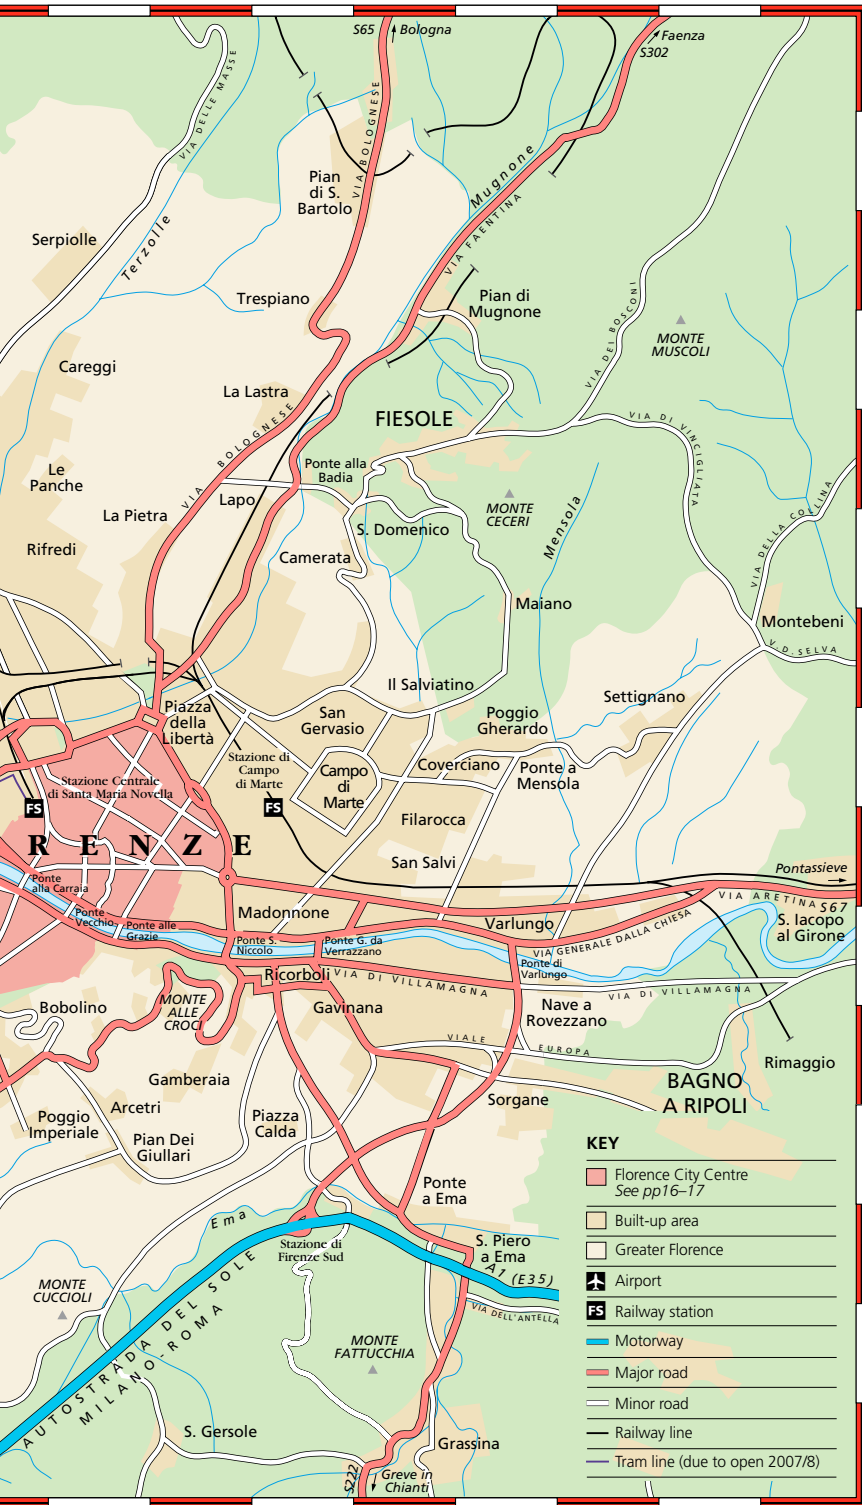 S65
Bologna
Faenza
S302
VIA DELLE MASSE
VIA BOLOGNESE
Pian
di S.
Bartolo
Mugnone
VIA FAENTINA
Serpiolle
Terzolle
Trespiano
Pian di
Mugnone
VIA DEI BOSCONI
MONTE
MUSCOLI
Careggi
La Lastra
FIESOLE
VIA DI VINCIGLIATA
VIA BOLOGNESE
Le
Panche
Ponte alla
Badia
Lapo
La Pietra
MONTE
CECERI
Mensola
VIA DELLA COLLINA
S. Domenico
Rifredi
Camerata
Maiano
Montebeni
V.D.SELVA
Il Salviatino
Settignano
Piazza
della
Libertà
San
Gervasio
Poggio
Gherardo
Stazione di
Campo
di Marte
FS
Campo
di
Marte
Coverciano
Ponte a
Mensola
Stazione Centrale
di Santa Maria Novella
FS
Filarocca
RENZE
San Salvi
Pontassieve
Ponte
alla Carraia
VIA ARETINA S67
Ponte
Vecchio
Ponte alle
Grazie
Madonnone
Varlungo
S. Iacopo
al Girone
VIA GENERALE DALLA CHIESA
Ponte S.
Niccolo
Ponte G. da
Verrazzano
Ponte di
Varlungo
Ricorboli
VIA DI VILLAMAGNA
VIA DI VILLAMAGNA
Bobolino
MONTE
ALLE
CROCI
Gavinana
Nave a
Rovezzano
VIALE EUROPA
Rimaggio
Gamberaia
BAGNO
A RIPOLI
Arcetri
Sorgane
Poggio
Imperiale
Piazza
Calda
Pian Dei
Giullari
Ponte
a Ema
Ema
Stazione di
Firenze Sud
S. Piero
a Ema
A1 (E35)
VIA DELL'ANTELLA
MONTE
CUCCIOLI
AUTOSTRADA DEL SOLE
MILANO-ROMA
MONTE
FATTUCCHIA
S. Gersole
Grassina
S222
Greve in
Chianti
KEY
Florence City Centre
See pp16–17
Built-up area
Greater Florence
Airport
FS Railway station
Motorway
Major road
Minor road
Railway line
Tram line (due to open 2007/8)